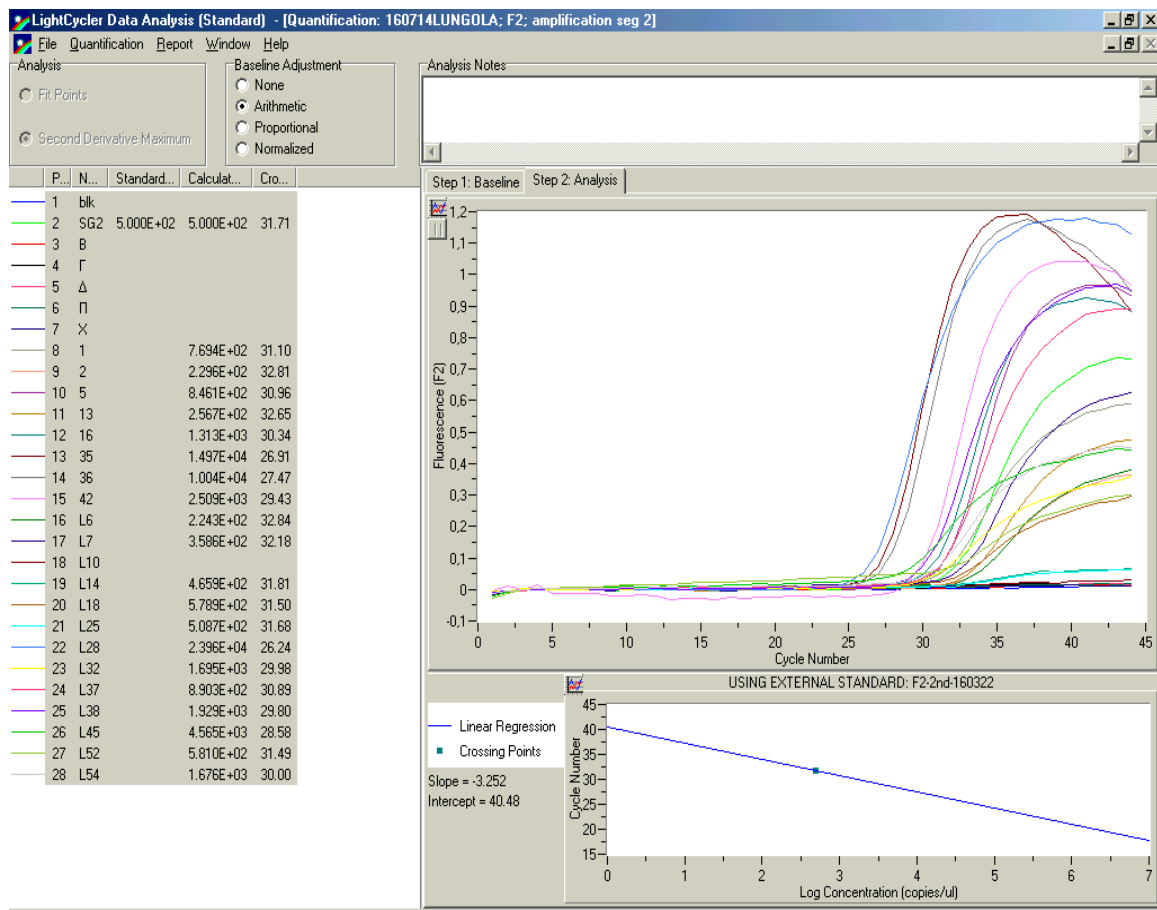 LightCycler Data Analysis (Standard) - [Quantification: 160714LUNGOLA; F2; amplification seg 2]
File Quantification Report Window Help
Analysis
Fit Points
Second Derivative Maximum
Baseline Adjustment
None
Arithmetic
Proportional
Normalized
Analysis Notes
P... N... Standard... Calculat... Cro...
1 blk
2 SG2 5.000E+02 5.000E+02 31.71
3 B
4 Γ
5 Δ
6 Π
7 X
8 1 7.694E+02 31.10
9 2 2.296E+02 32.81
10 5 8.461E+02 30.96
11 13 2.567E+02 32.65
12 16 1.313E+03 30.34
13 35 1.497E+04 26.91
14 36 1.004E+04 27.47
15 42 2.509E+03 29.43
16 L6 2.243E+02 32.84
17 L7 3.586E+02 32.18
18 L10
19 L14 4.659E+02 31.81
20 L18 5.789E+02 31.50
21 L25 5.087E+02 31.68
22 L28 2.396E+04 26.24
23 L32 1.695E+03 29.98
24 L37 8.903E+02 30.89
25 L38 1.929E+03 29.80
26 L45 4.565E+03 28.58
27 L52 5.810E+02 31.49
28 L54 1.676E+03 30.00
Step 1: Baseline Step 2: Analysis
Fluorescence (F2)
1,2
1,1
1
0,9
0,8
0,7
0,6
0,5
0,4
0,3
0,2
0,1
0
-0,1
0 5 10 15 20 25 30 35 40 45
Cycle Number
USING EXTERNAL STANDARD: F2-2nd-160322
Linear Regression
Crossing Points
Slope = -3.252
Intercept = 40.48
Cycle Number
45
40
35
30
25
20
15
0 1 2 3 4 5 6 7
Log Concentration (copies/ul)